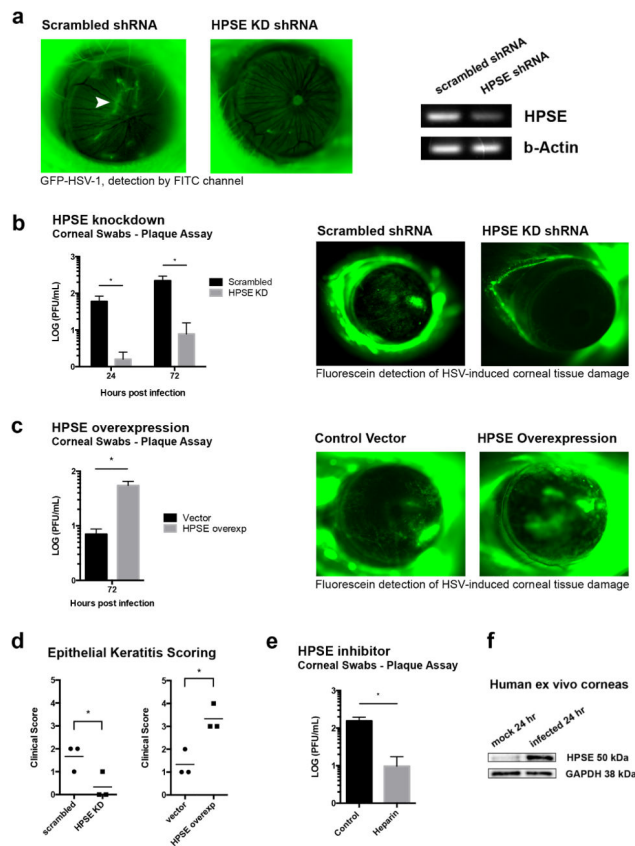 a
Scrambled shRNA
HPSE KD shRNA
scrambled shRNA
HPSE shRNA
HPSE
b-Actin
GFP-HSV-1, detection by FITC channel
b
HPSE knockdown
Corneal Swabs - Plaque Assay
LOG (PFU/mL)
3
2
1
0
*
*
24
72
Hours post infection
Scrambled
HPSE KD
Scrambled shRNA
HPSE KD shRNA
Fluorescein detection of HSV-induced corneal tissue damage
c
HPSE overexpression
Corneal Swabs - Plaque Assay
LOG (PFU/mL)
2
1
0
*
72
Hours post infection
Vector
HPSE overexp
Control Vector
HPSE Overexpression
Fluorescein detection of HSV-induced corneal tissue damage
d
Epithelial Keratitis Scoring
Clinical Score
5
4
3
2
1
0
*
scrambled
HPSE KD
Clinical Score
5
4
3
2
1
0
*
vector
HPSE overexp
e
HPSE inhibitor
Corneal Swabs - Plaque Assay
LOG (PFU/mL)
3
2
1
0
*
Control
Heparin
f
Human ex vivo corneas
mock 24 hr
infected 24 hr
HPSE 50 kDa
GAPDH 38 kDa